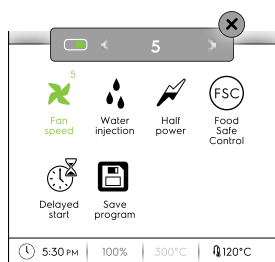 5
5
Fan
speed
Water
injection
Half
power
FSC
Food
Safe
Control
Delayed
start
Save
program
5:30 PM
100%
300°C
120°C